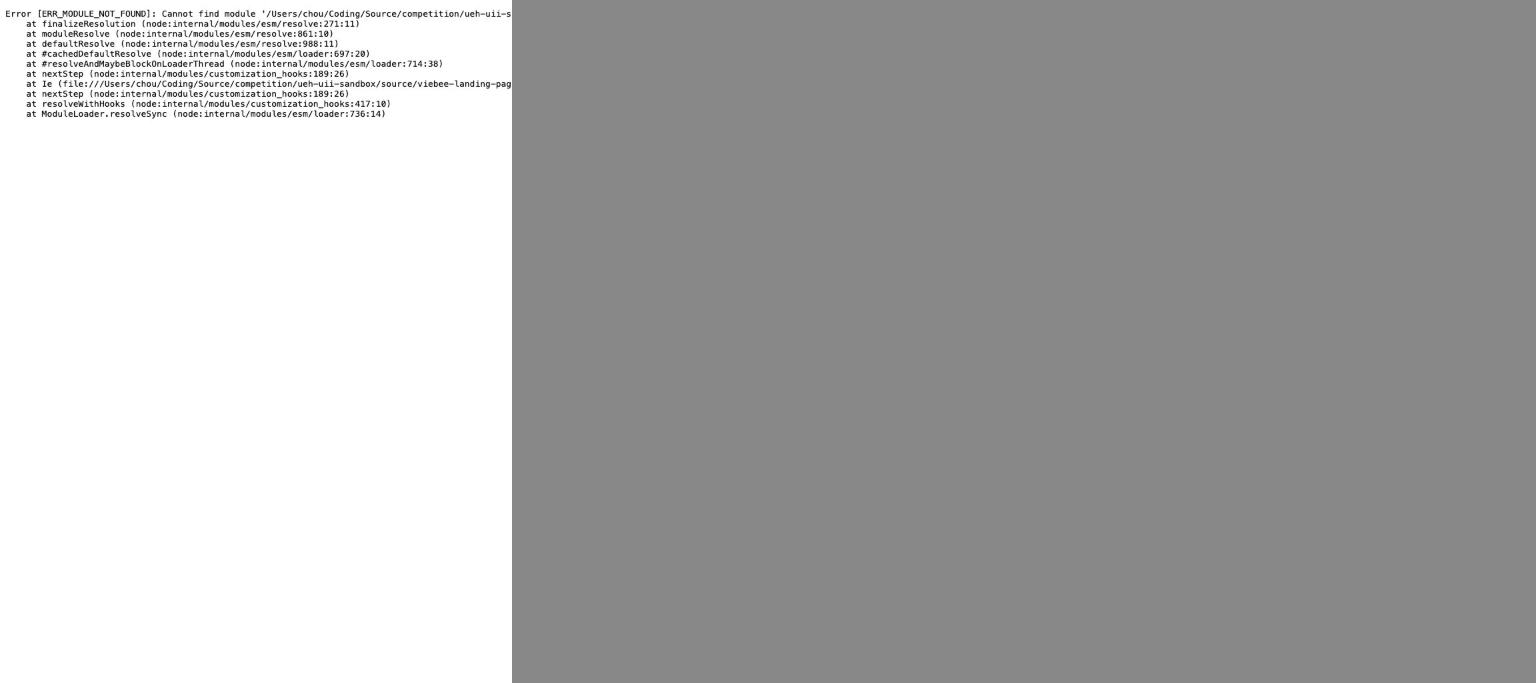 Error [ERR_MODULE_NOT_FOUND]: Cannot find module '/Users/chou/Coding/Source/competition/ueh-uii-s
    at finalizeResolution (node:internal/modules/esm/resolve:271:11)
    at moduleResolve (node:internal/modules/esm/resolve:861:10)
    at defaultResolve (node:internal/modules/esm/resolve:988:11)
    at #cachedDefaultResolve (node:internal/modules/esm/loader:697:20)
    at #resolveAndMaybeBlockOnLoaderThread (node:internal/modules/esm/loader:714:38)
    at nextStep (node:internal/modules/customization_hooks:189:26)
    at Ie (file:///Users/chou/Coding/Source/competition/ueh-uii-sandbox/source/viebee-landing-pag
    at nextStep (node:internal/modules/customization_hooks:189:26)
    at resolveWithHooks (node:internal/modules/customization_hooks:417:10)
    at ModuleLoader.resolveSync (node:internal/modules/esm/loader:736:14)